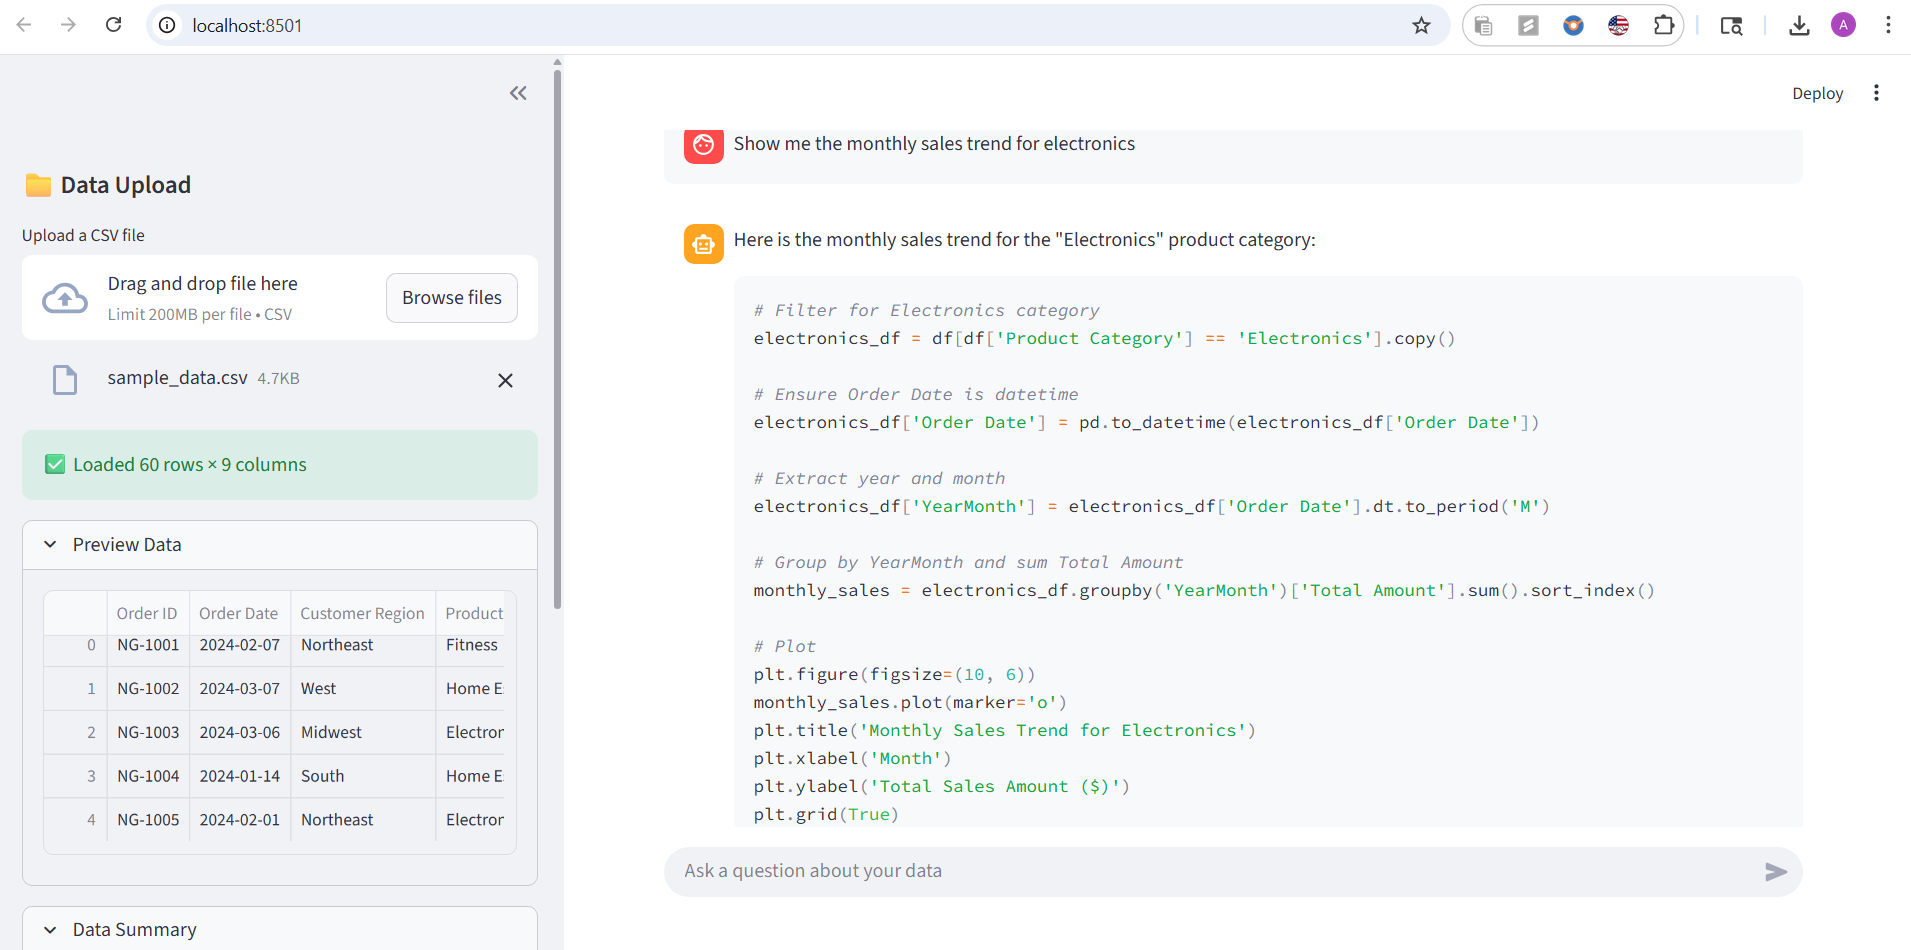 localhost:8501
A
Deploy
Data Upload
Upload a CSV file
Drag and drop file here
Limit 200MB per file • CSV
Browse files
sample_data.csv 4.7KB
Loaded 60 rows × 9 columns
Preview Data
Order ID Order Date Customer Region Product
0 NG-1001 2024-02-07 Northeast Fitness
1 NG-1002 2024-03-07 West Home E
2 NG-1003 2024-03-06 Midwest Electron
3 NG-1004 2024-01-14 South Home E
4 NG-1005 2024-02-01 Northeast Electron
Data Summary
Show me the monthly sales trend for electronics
Here is the monthly sales trend for the "Electronics" product category:
# Filter for Electronics category
electronics_df = df[df['Product Category'] == 'Electronics'].copy()
# Ensure Order Date is datetime
electronics_df['Order Date'] = pd.to_datetime(electronics_df['Order Date'])
# Extract year and month
electronics_df['YearMonth'] = electronics_df['Order Date'].dt.to_period('M')
# Group by YearMonth and sum Total Amount
monthly_sales = electronics_df.groupby('YearMonth')['Total Amount'].sum().sort_index()
# Plot
plt.figure(figsize=(10, 6))
monthly_sales.plot(marker='o')
plt.title('Monthly Sales Trend for Electronics')
plt.xlabel('Month')
plt.ylabel('Total Sales Amount ($)')
plt.grid(True)
Ask a question about your data